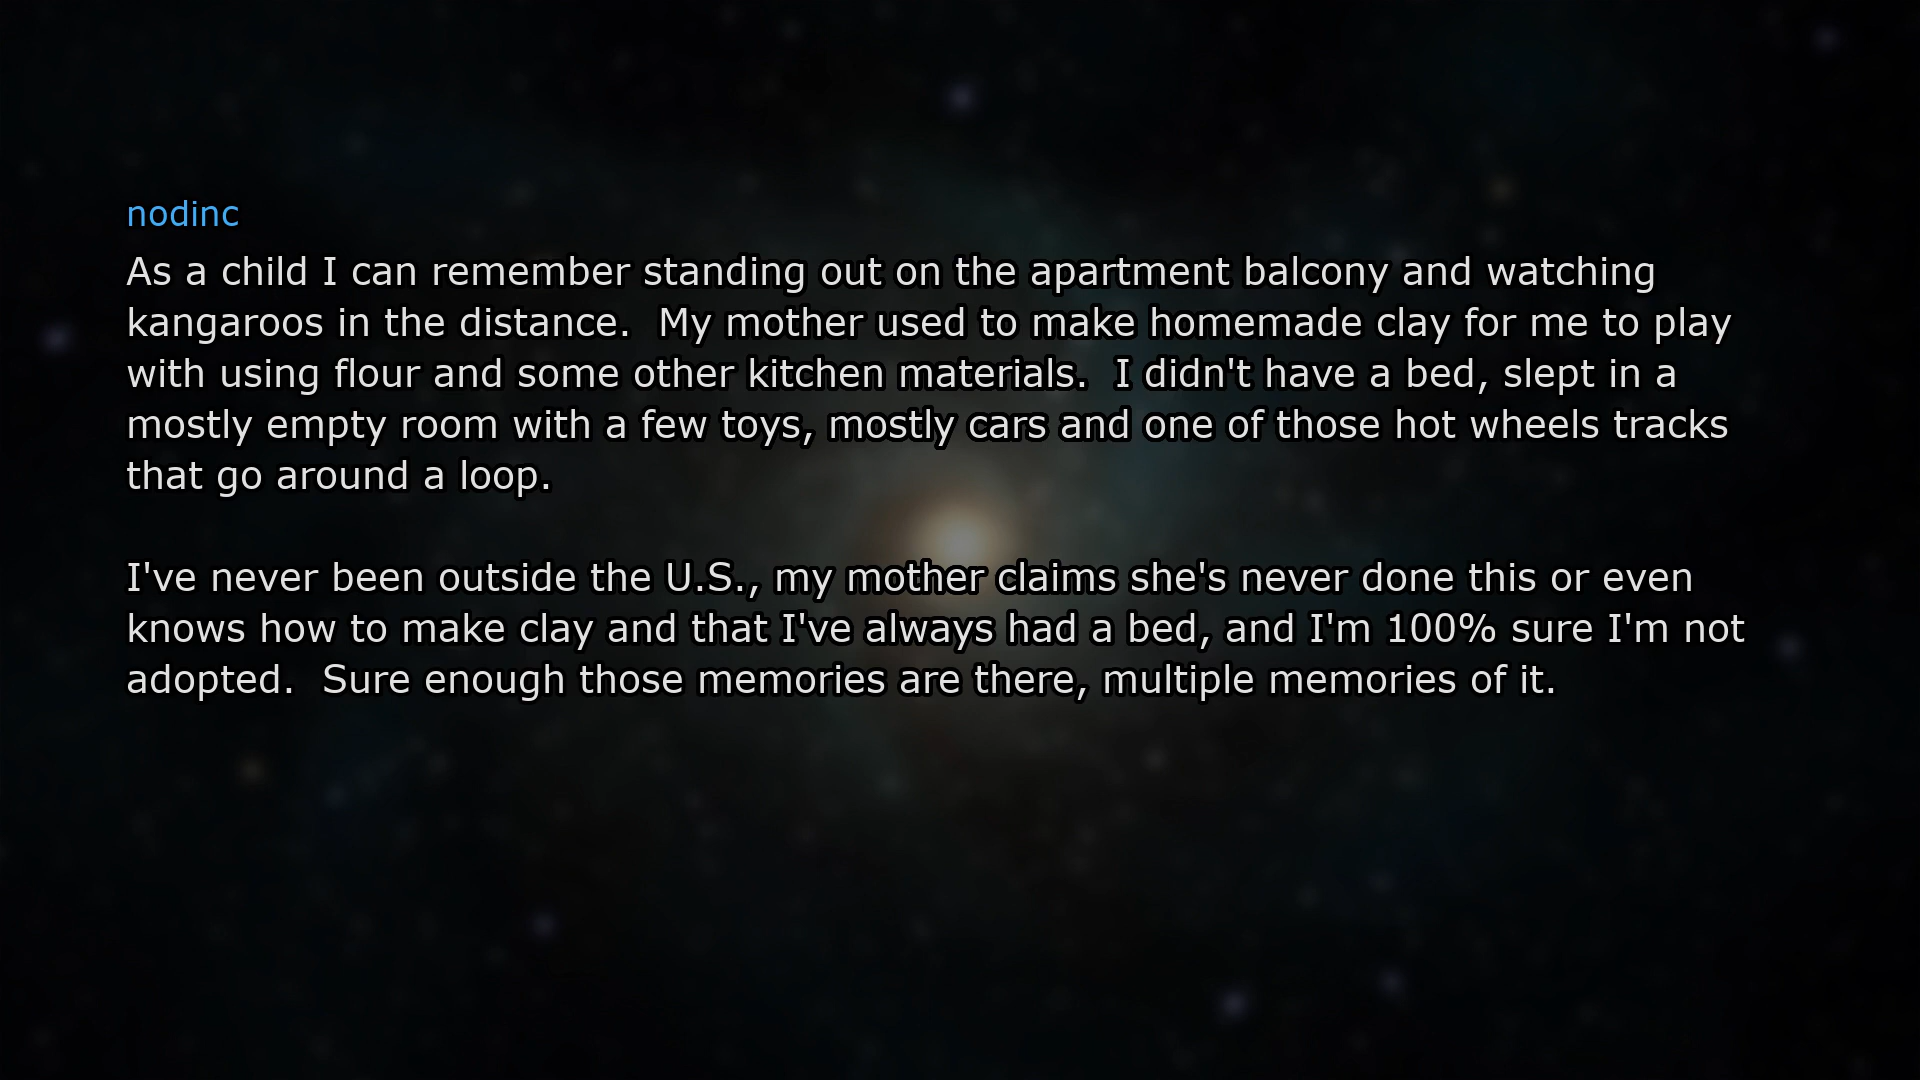 nodinc
As a child I can remember standing out on the apartment balcony and watching
kangaroos in the distance.  My mother used to make homemade clay for me to play
with using flour and some other kitchen materials.  I didn't have a bed, slept in a
mostly empty room with a few toys, mostly cars and one of those hot wheels tracks
that go around a loop.
I've never been outside the U.S., my mother claims she's never done this or even
knows how to make clay and that I've always had a bed, and I'm 100% sure I'm not
adopted.  Sure enough those memories are there, multiple memories of it.